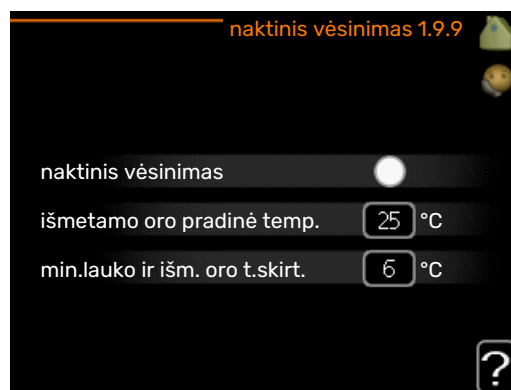 naktinis vėsinimas 1.9.9
naktinis vėsinimas
išmetamo oro pradinė temp. 25 °C
min.lauko ir išm. oro t.skirt. 6 °C
?